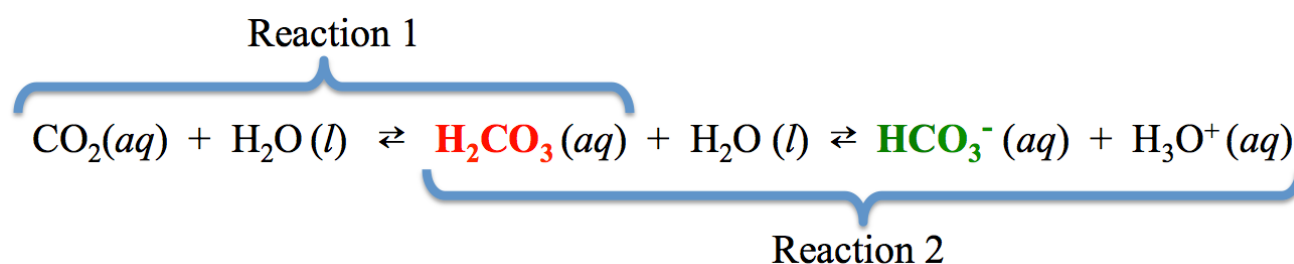 Reaction 1
CO₂(aq) + H₂O (l) ⇄ H₂CO₃ (aq) + H₂O (l) ⇄ HCO₃⁻ (aq) + H₃O⁺ (aq)
Reaction 2